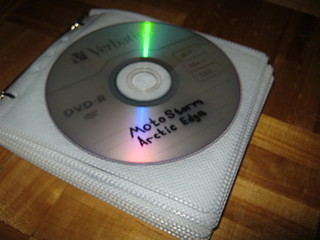 Verbatim
DVD-R
MotoStorm
Arctic Edge